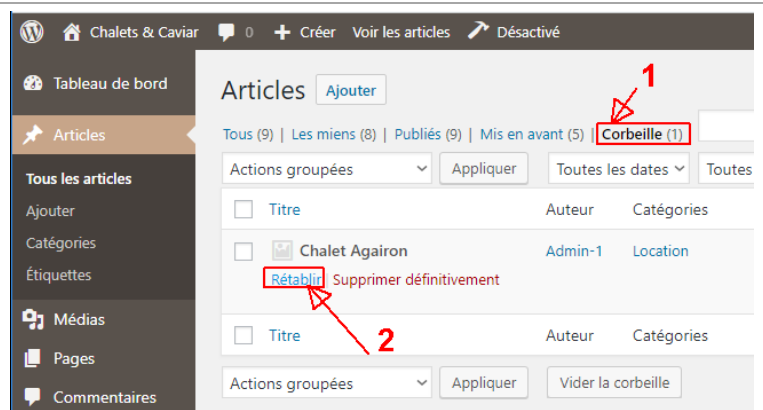 Chalets & Caviar 0 Créer Voir les articles Désactivé
Tableau de bord
Articles
Tous les articles
Ajouter
Catégories
Étiquettes
Médias
Pages
Commentaires
Articles Ajouter
1
Tous (9) | Les miens (8) | Publiés (9) | Mis en avant (5) | Corbeille (1)
Actions groupées Appliquer Toutes les dates Toutes
Titre Auteur Catégories
Chalet Agairon Admin-1 Location
Rétablir | Supprimer définitivement
2
Titre Auteur Catégories
Actions groupées Appliquer Vider la corbeille